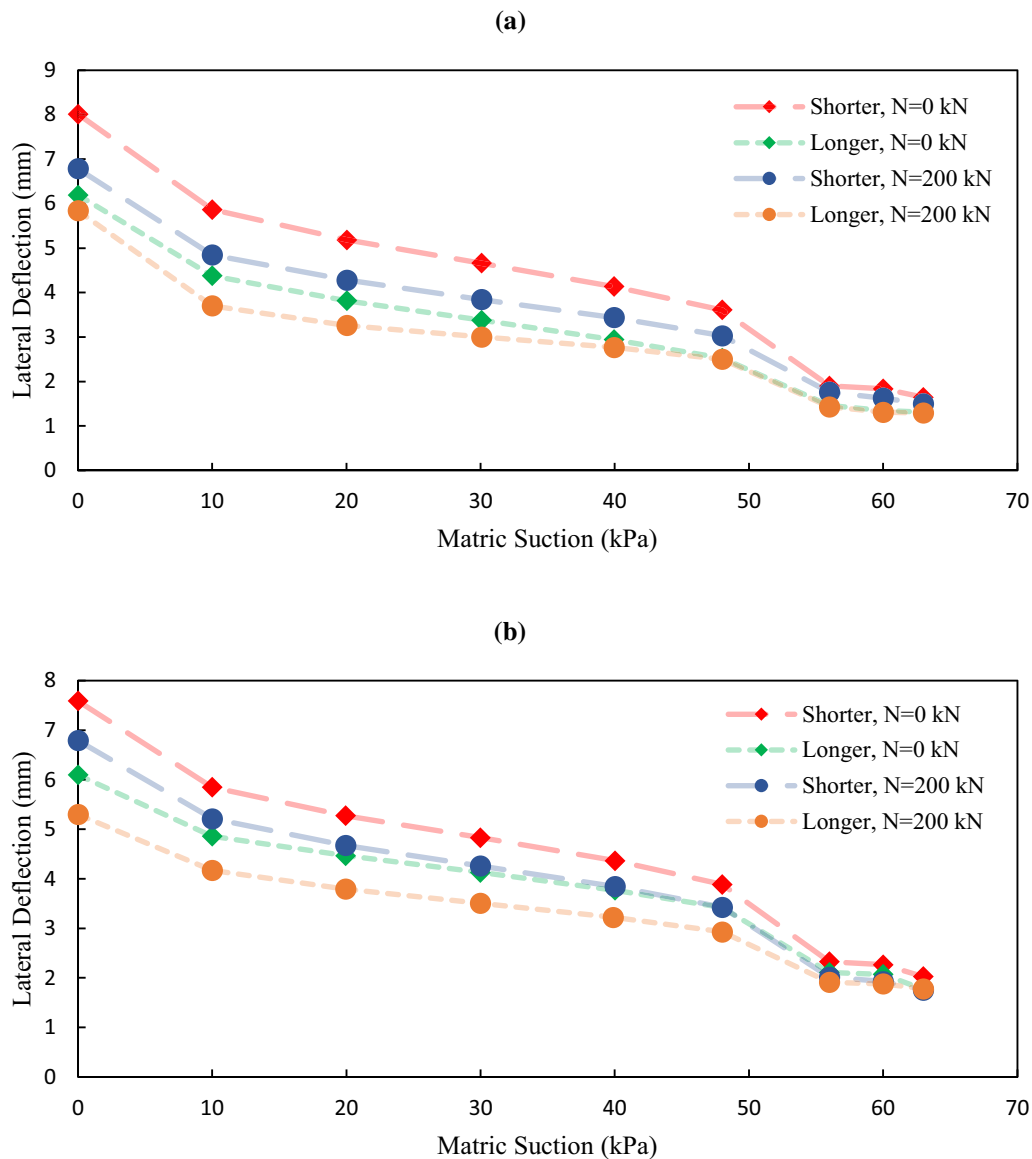 (a)
9
8
7
6
5
4
3
2
1
0
Lateral Deflection (mm)
Shorter, N=0 kN
Longer, N=0 kN
Shorter, N=200 kN
Longer, N=200 kN
0 10 20 30 40 50 60 70
Matric Suction (kPa)
(b)
8
7
6
5
4
3
2
1
0
Lateral Deflection (mm)
Shorter, N=0 kN
Longer, N=0 kN
Shorter, N=200 kN
Longer, N=200 kN
0 10 20 30 40 50 60 70
Matric Suction (kPa)